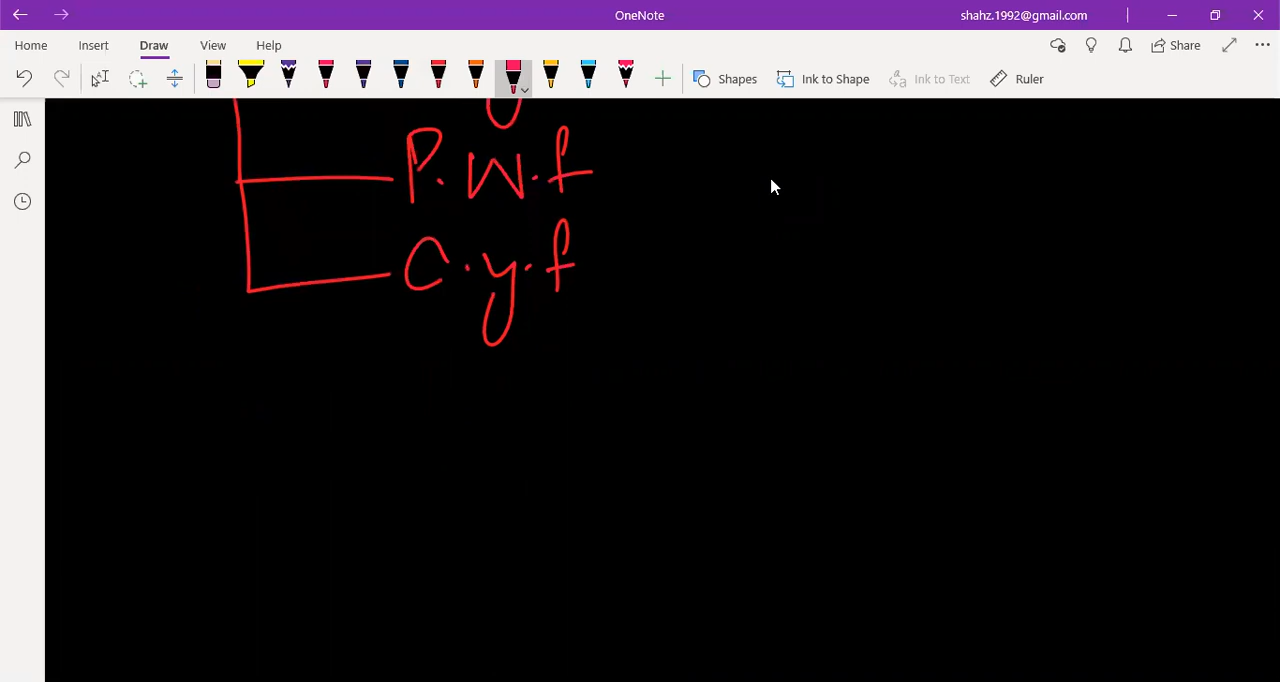 OneNote
shahz.1992@gmail.com
Home Insert Draw View Help
Share
Shapes Ink to Shape Ink to Text Ruler
P.W.f
C.y.f